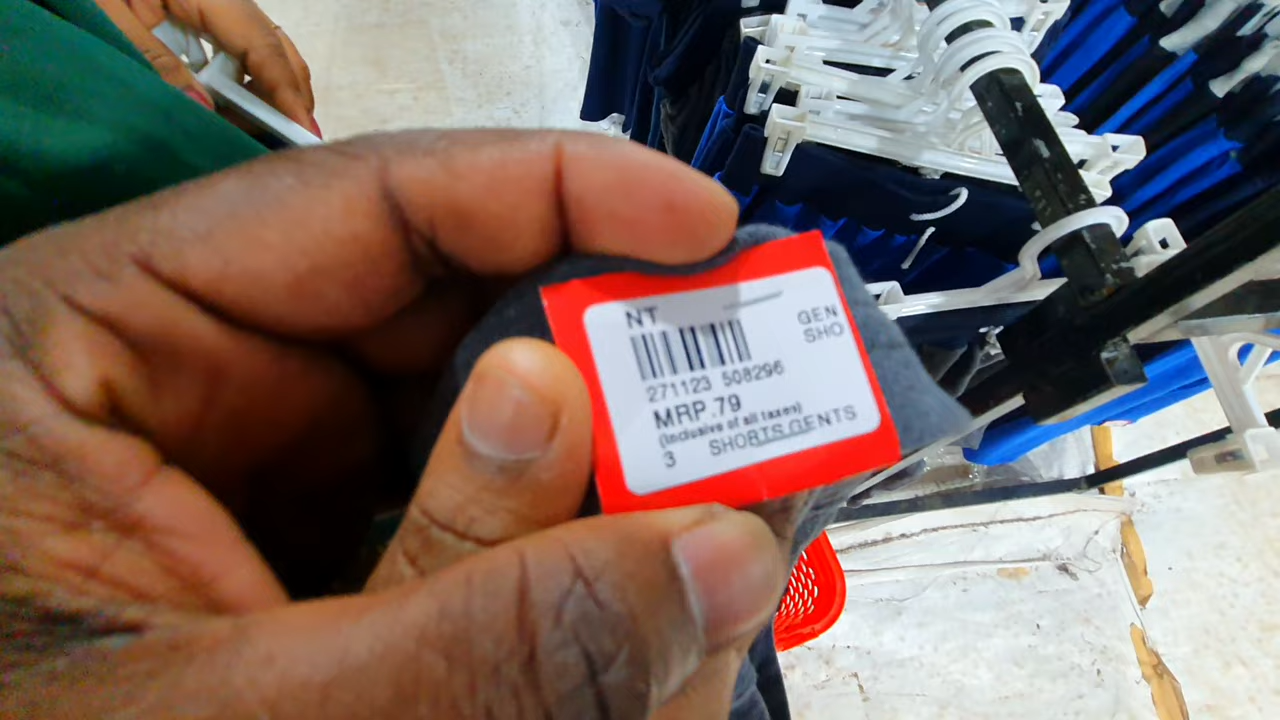 NT
GEN
SHO
271123 508296
MRP.79
(Inclusive of all taxes)
3 SHORTS GENTS